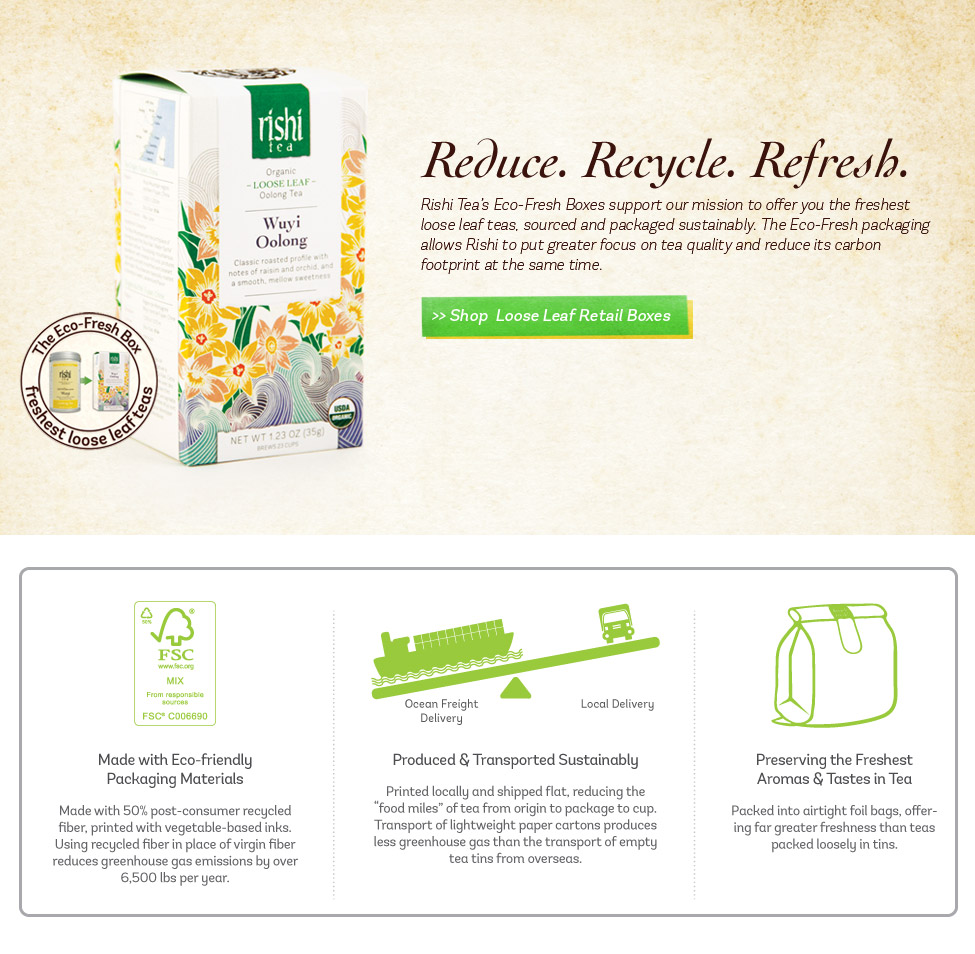 rishi
tea
Organic
- LOOSE LEAF -
Oolong Tea
Wuyi
Oolong
Classic roasted profile with
notes of raisin and orchid, and
a smooth, mellow sweetness
USDA
ORGANIC
NET WT 1.23 OZ (35g)
BREWS 23 CUPS
The Eco-Fresh Box
rishi
rishi
freshest loose leaf teas
Reduce. Recycle. Refresh.
Rishi Tea's Eco-Fresh Boxes support our mission to offer you the freshest
loose leaf teas, sourced and packaged sustainably. The Eco-Fresh packaging
allows Rishi to put greater focus on tea quality and reduce its carbon
footprint at the same time.
>> Shop Loose Leaf Retail Boxes
50%
®
FSC
www.fsc.org
MIX
From responsible
sources
FSC® C006690
Made with Eco-friendly
Packaging Materials
Made with 50% post-consumer recycled
fiber, printed with vegetable-based inks.
Using recycled fiber in place of virgin fiber
reduces greenhouse gas emissions by over
6,500 lbs per year.
Ocean Freight
Delivery
Local Delivery
Produced & Transported Sustainably
Printed locally and shipped flat, reducing the
"food miles" of tea from origin to package to cup.
Transport of lightweight paper cartons produces
less greenhouse gas than the transport of empty
tea tins from overseas.
Preserving the Freshest
Aromas & Tastes in Tea
Packed into airtight foil bags, offer-
ing far greater freshness than teas
packed loosely in tins.